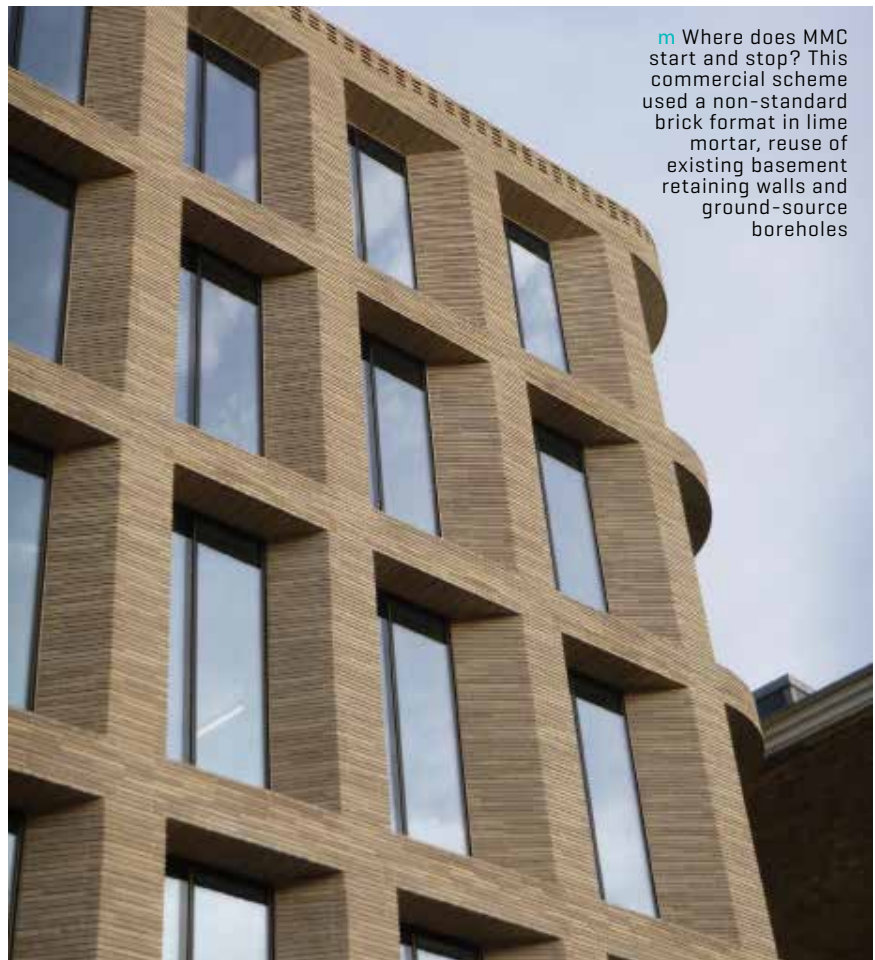 m Where does MMC
start and stop? This
commercial scheme
used a non-standard
brick format in lime
mortar, reuse of
existing basement
retaining walls and
ground-source
boreholes